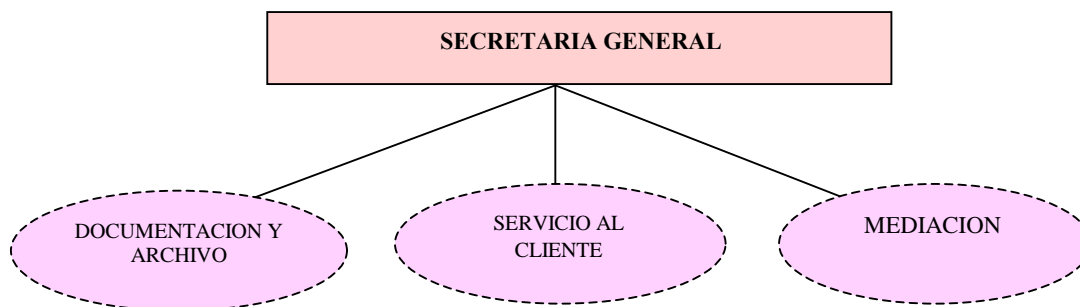 SECRETARIA GENERAL
DOCUMENTACION Y
ARCHIVO
SERVICIO AL
CLIENTE
MEDIACION